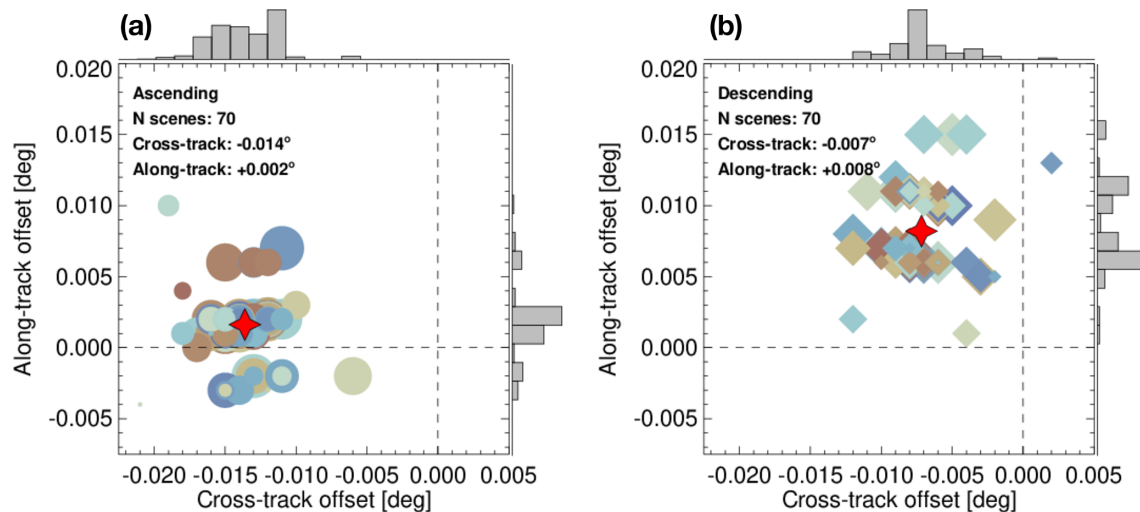 (a)
Ascending
N scenes: 70
Cross-track: -0.014°
Along-track: +0.002°
0.020
0.015
0.010
0.005
0.000
-0.005
Along-track offset [deg]
-0.020 -0.015 -0.010 -0.005 0.000 0.005
Cross-track offset [deg]
(b)
Descending
N scenes: 70
Cross-track: -0.007°
Along-track: +0.008°
0.020
0.015
0.010
0.005
0.000
-0.005
Along-track offset [deg]
-0.020 -0.015 -0.010 -0.005 0.000 0.005
Cross-track offset [deg]